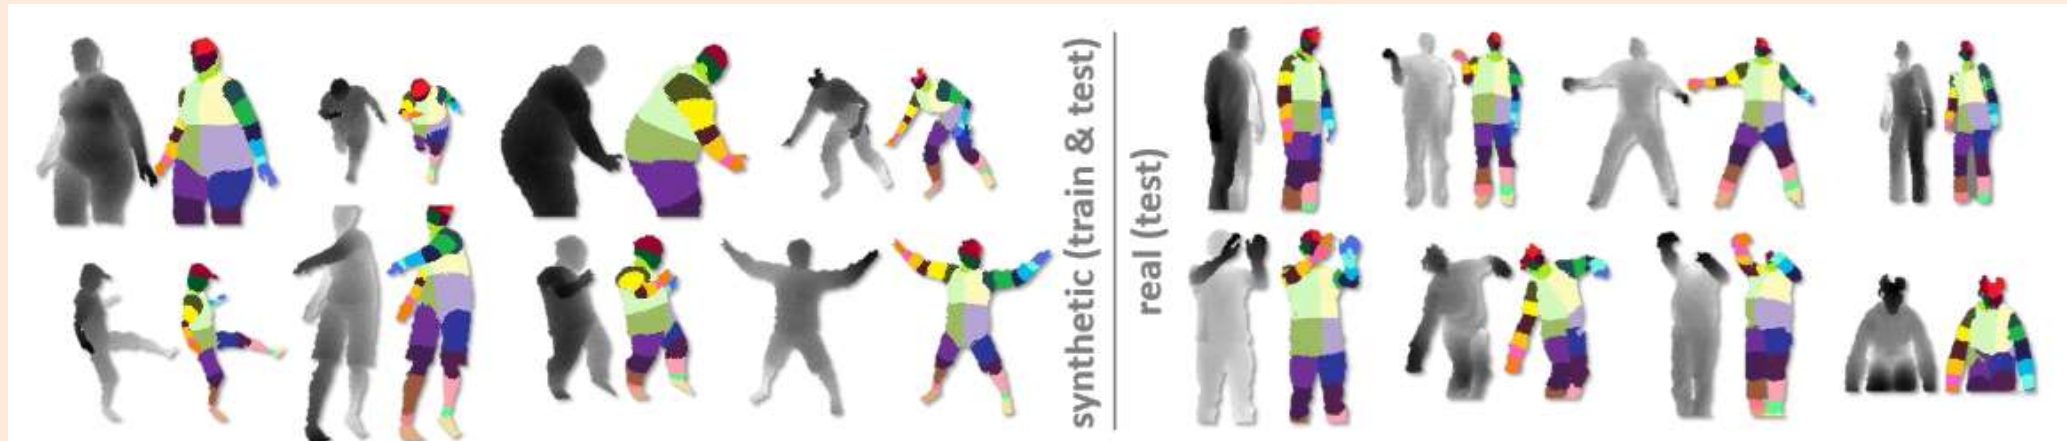 synthetic (train & test)
real (test)